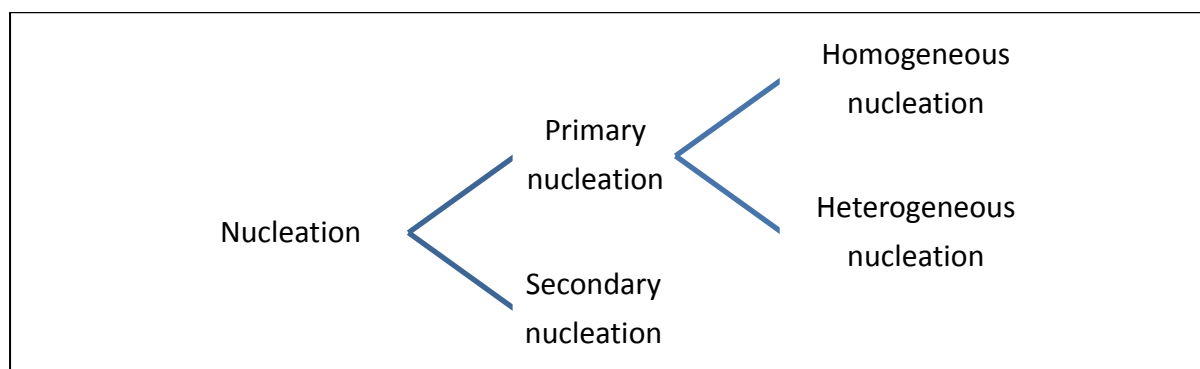 Homogeneous
nucleation
Primary
nucleation
Heterogeneous
nucleation
Nucleation
Secondary
nucleation